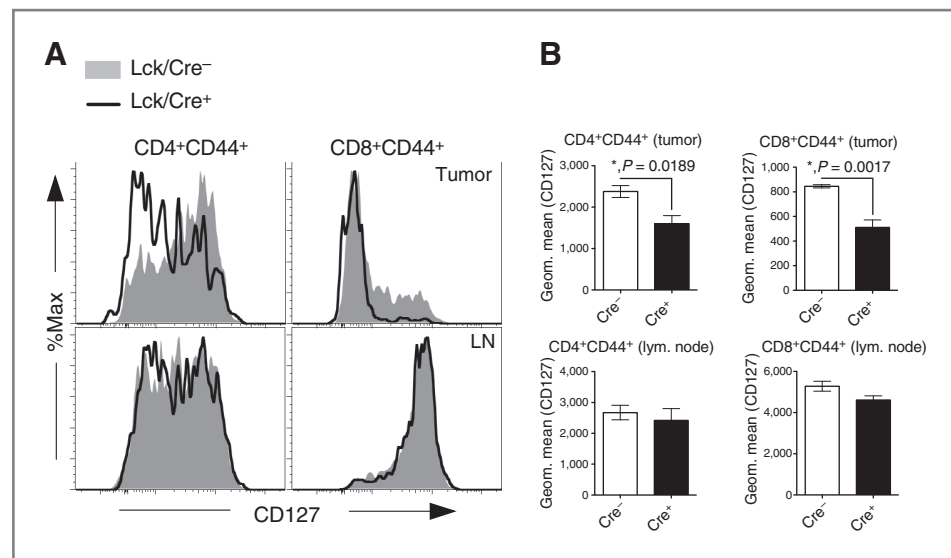 A
Lck/Cre⁻
Lck/Cre⁺
CD4⁺CD44⁺
CD8⁺CD44⁺
Tumor
LN
%Max
CD127
B
CD4⁺CD44⁺ (tumor)
*, P = 0.0189
Geom. mean (CD127)
3,000
2,000
1,000
0
Cre⁻
Cre⁺
CD8⁺CD44⁺ (tumor)
*, P = 0.0017
Geom. mean (CD127)
1,000
800
600
400
200
0
Cre⁻
Cre⁺
CD4⁺CD44⁺ (lym. node)
Geom. mean (CD127)
4,000
3,000
2,000
1,000
0
Cre⁻
Cre⁺
CD8⁺CD44⁺ (lym. node)
Geom. mean (CD127)
6,000
4,000
2,000
0
Cre⁻
Cre⁺